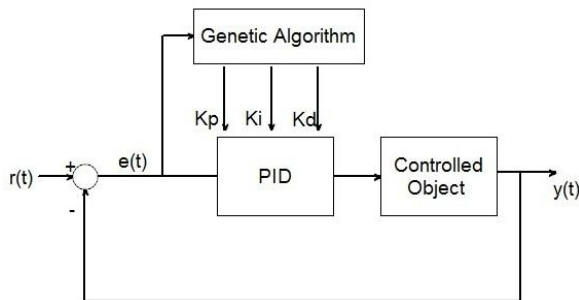 Genetic Algorithm
Kp Ki Kd
+ e(t)
r(t) PID Controlled
Object
y(t)
-